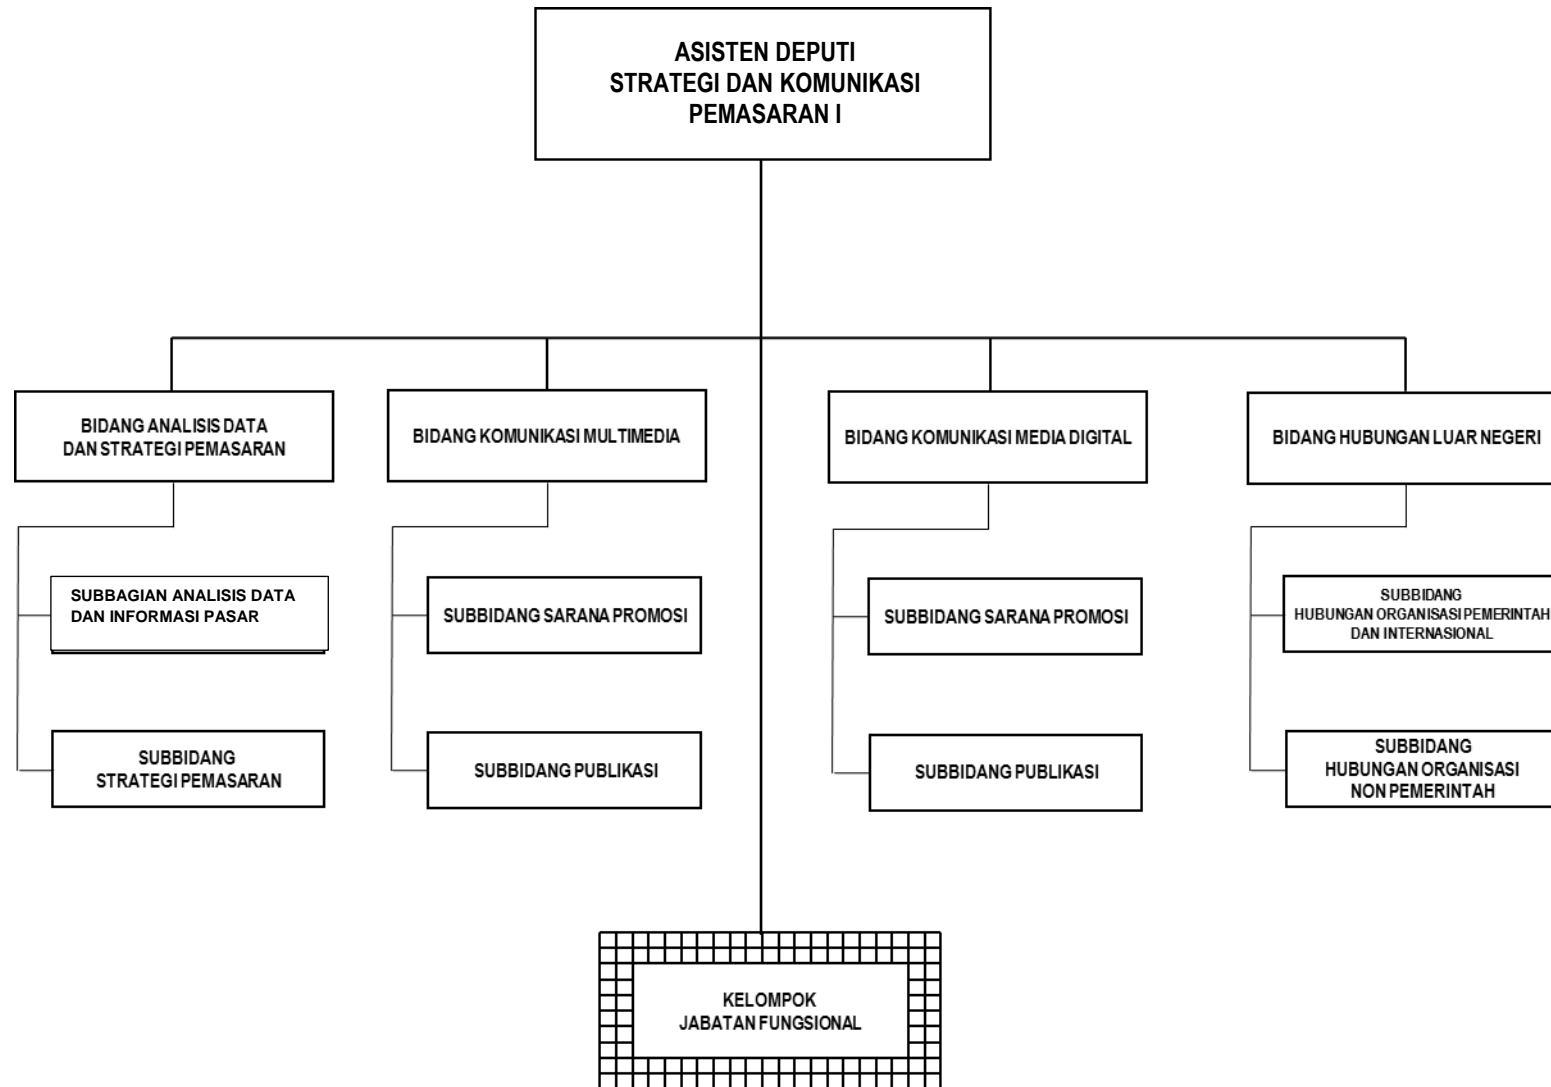 ASISTEN DEPUTI
STRATEGI DAN KOMUNIKASI
PEMASARAN I
BIDANG ANALISIS DATA
DAN STRATEGI PEMASARAN
BIDANG KOMUNIKASI MULTIMEDIA
BIDANG KOMUNIKASI MEDIA DIGITAL
BIDANG HUBUNGAN LUAR NEGERI
SUBBAGIAN ANALISIS DATA
DAN INFORMASI PASAR
SUBBIDANG SARANA PROMOSI
SUBBIDANG SARANA PROMOSI
SUBBIDANG
HUBUNGAN ORGANISASI PEMERINTAH
DAN INTERNASIONAL
SUBBIDANG
STRATEGI PEMASARAN
SUBBIDANG PUBLIKASI
SUBBIDANG PUBLIKASI
SUBBIDANG
HUBUNGAN ORGANISASI
NON PEMERINTAH
KELOMPOK
JABATAN FUNGSIONAL